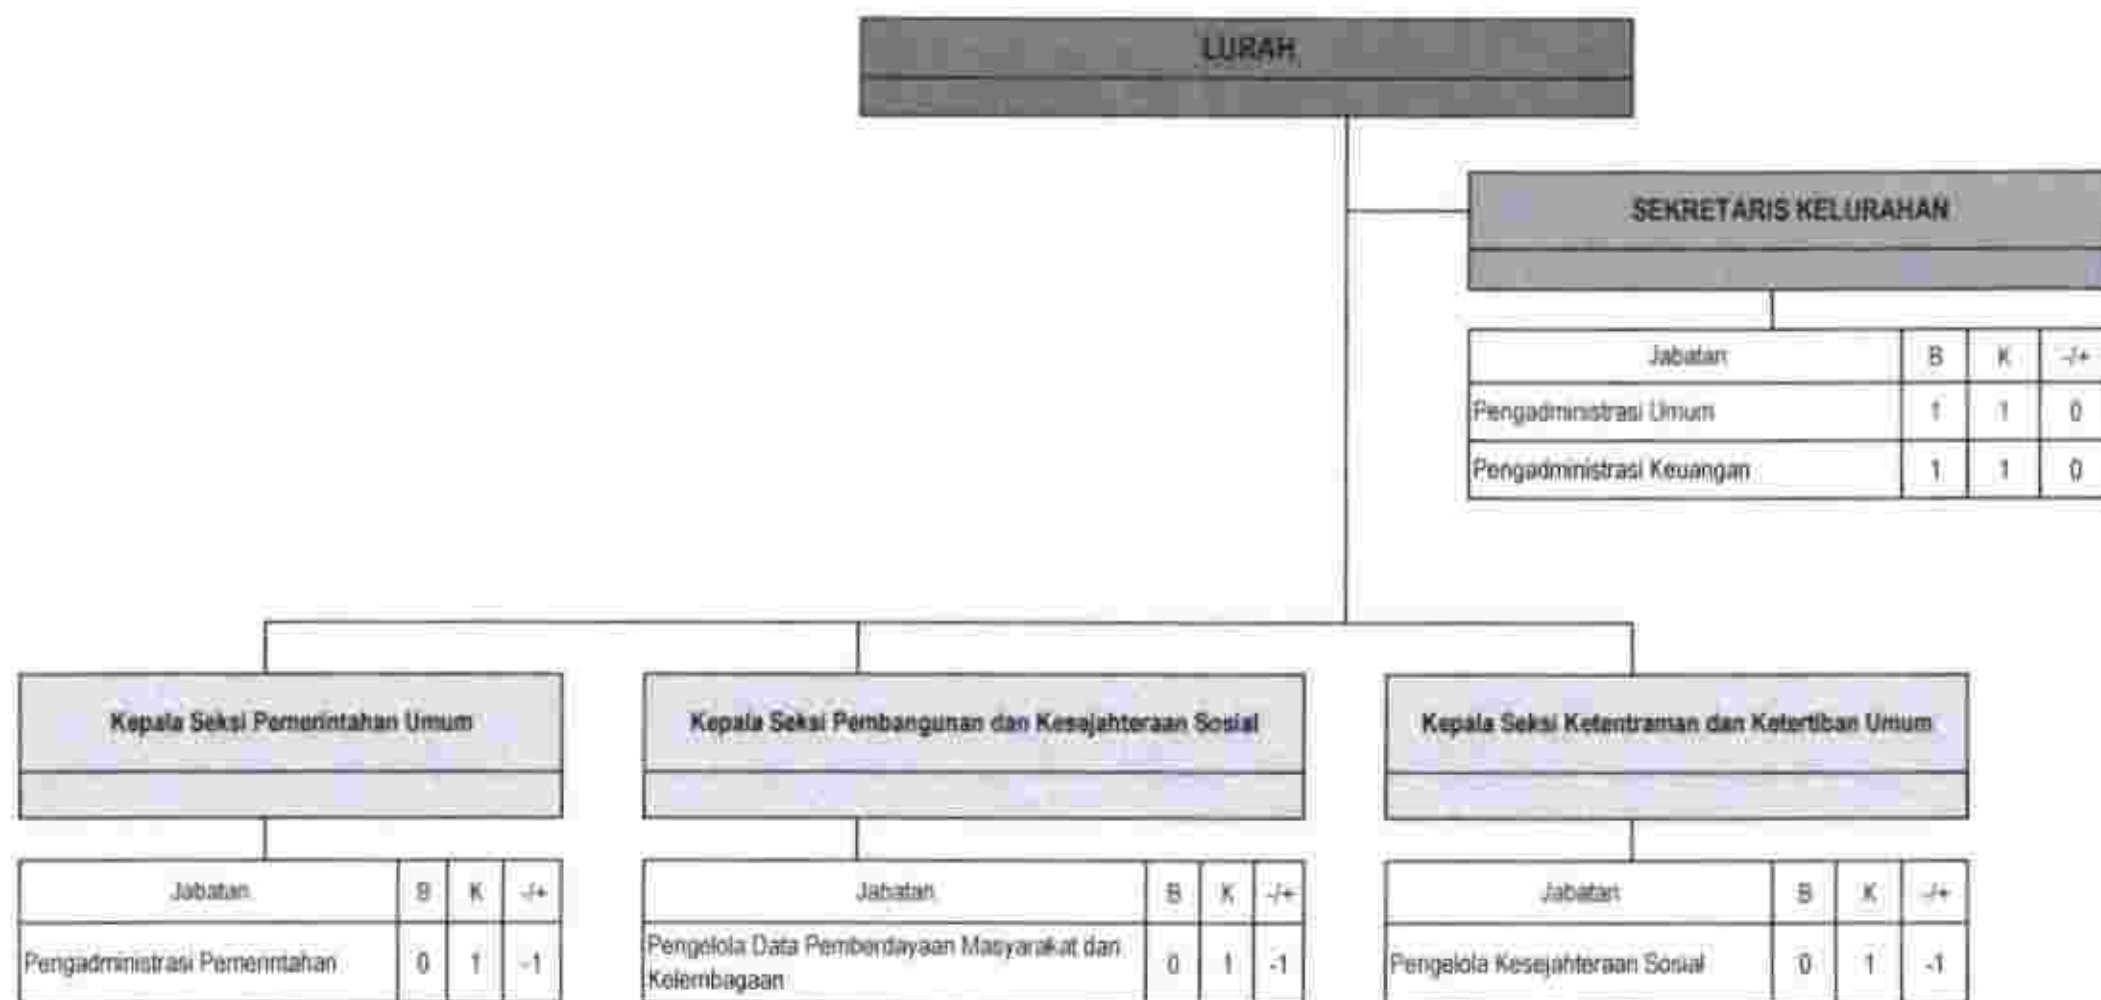 LURAH
SEKRETARIS KELURAHAN
Jabatan B K -/+
Pengadministrasi Umum 1 1 0
Pengadministrasi Keuangan 1 1 0
Kepala Seksi Pemerintahan Umum
Kepala Seksi Pembangunan dan Kesejahteraan Sosial
Kepala Seksi Ketentraman dan Ketertiban Umum
Jabatan B K -/+
Pengadministrasi Pemerintahan 0 1 -1
Jabatan B K -/+
Pengelola Data Pemberdayaan Masyarakat dan
Kelembagaan 0 1 -1
Jabatan B K -/+
Pengelola Kesejahteraan Sosial 0 1 -1